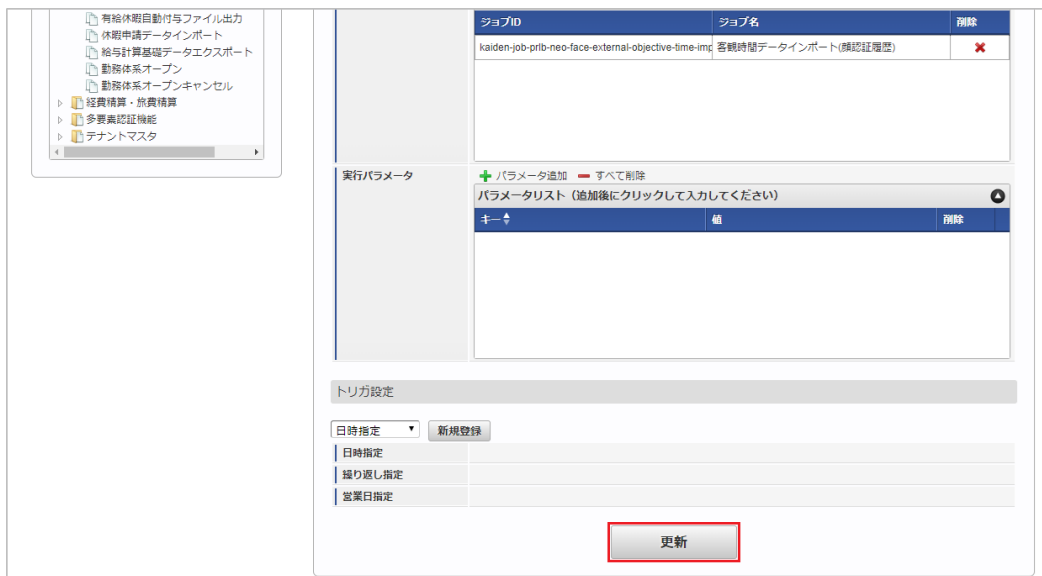 有給休暇自動付与ファイル出力
休暇申請データインポート
給与計算基礎データエクスポート
勤務体系オープン
勤務体系オープンキャンセル
経費精算・旅費精算
多要素認証機能
テナントマスタ
ジョブID ジョブ名 削除
kaiden-job-prlb-neo-face-external-objective-time-imp 客観時間データインポート(顔認証履歴)
実行パラメータ パラメータ追加 すべて削除
パラメータリスト（追加後にクリックして入力してください）
キー 値 削除
トリガ設定
日時指定 新規登録
日時指定
繰り返し指定
営業日指定
更新